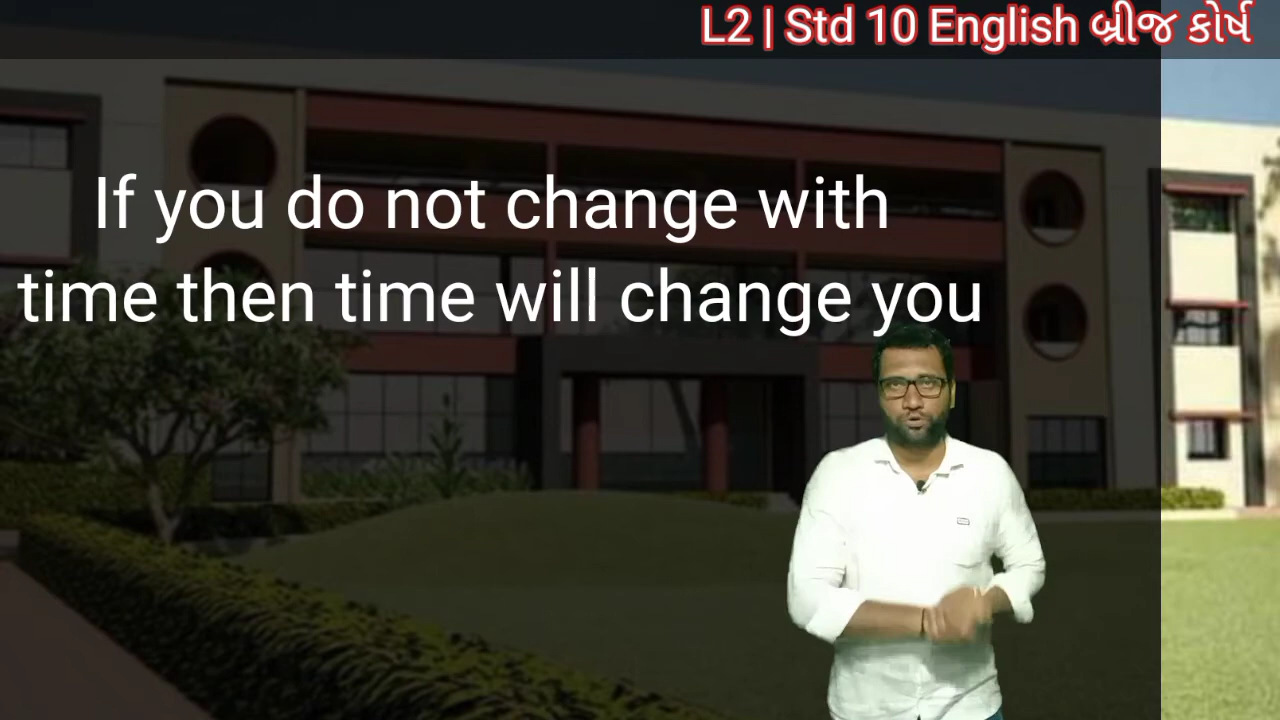 L2 | Std 10 English બ્રીજ કોર્ષ
If you do not change with
time then time will change you